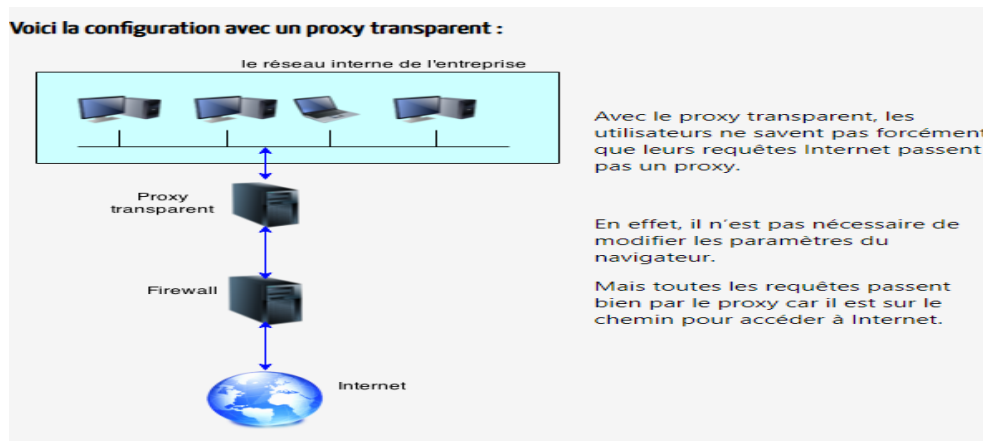 Voici la configuration avec un proxy transparent :
le réseau interne de l'entreprise
Proxy
transparent
Firewall
Internet
Avec le proxy transparent, les
utilisateurs ne savent pas forcément
que leurs requêtes Internet passent
pas un proxy.
En effet, il n'est pas nécessaire de
modifier les paramètres du
navigateur.
Mais toutes les requêtes passent
bien par le proxy car il est sur le
chemin pour accéder à Internet.